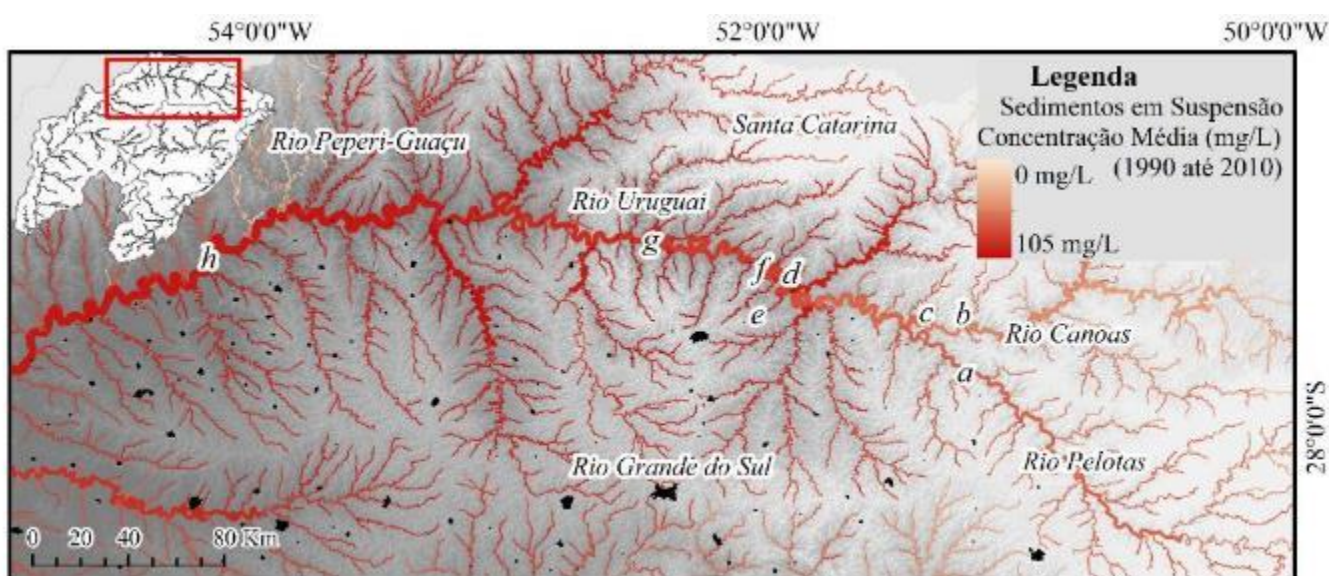 54°0'0"W
52°0'0"W
50°0'0"W
Legenda
Sedimentos em Suspensão
Concentração Média (mg/L)
(1990 até 2010)
0 mg/L
105 mg/L
Santa Catarina
Rio Peperi-Guaçu
Rio Uruguai
g
h
f
d
e
c
b
Rio Canoas
a
28°0'0"S
Rio Grande do Sul
Rio Pelotas
0 20 40 80 Km